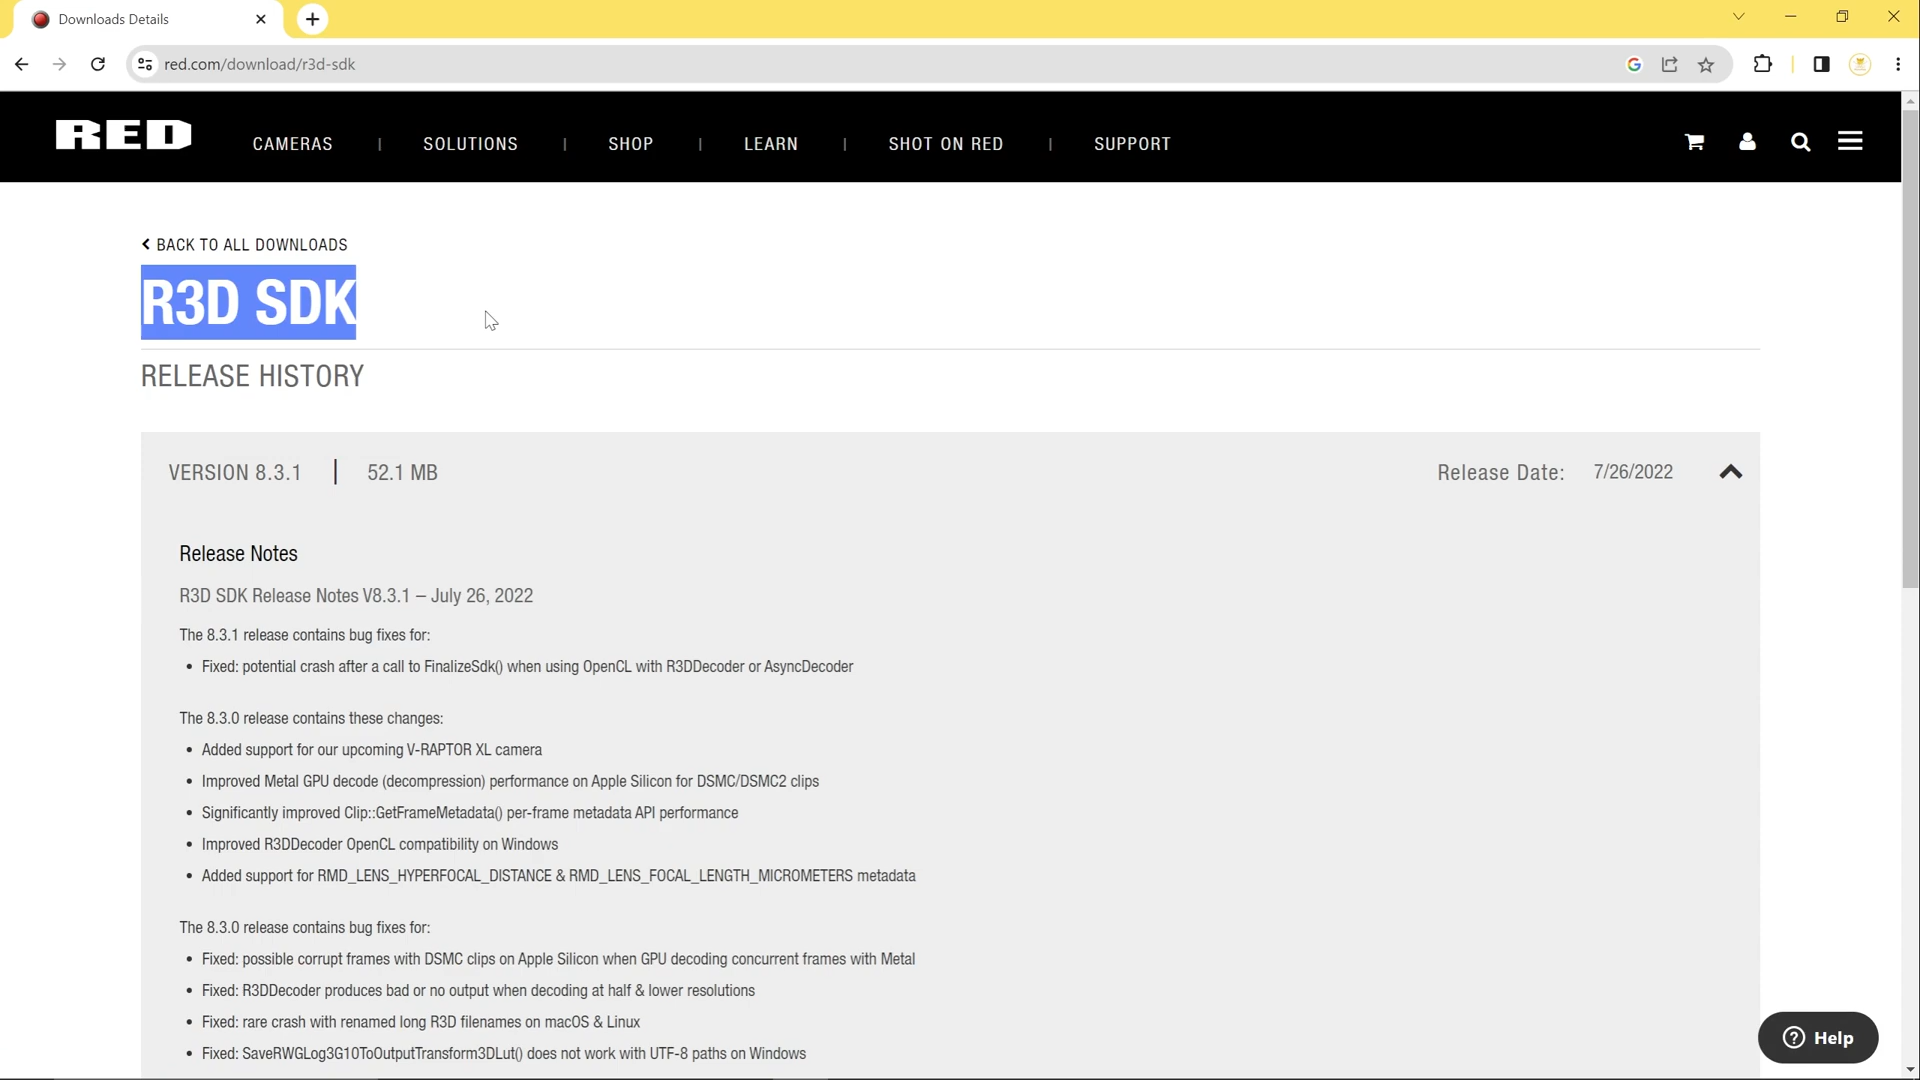 Downloads Details
red.com/download/r3d-sdk
RED
CAMERAS | SOLUTIONS | SHOP | LEARN | SHOT ON RED | SUPPORT
BACK TO ALL DOWNLOADS
R3D SDK
RELEASE HISTORY
VERSION 8.3.1 | 52.1 MB Release Date: 7/26/2022
Release Notes
R3D SDK Release Notes V8.3.1 – July 26, 2022
The 8.3.1 release contains bug fixes for:
• Fixed: potential crash after a call to FinalizeSdk() when using OpenCL with R3DDecoder or AsyncDecoder
The 8.3.0 release contains these changes:
• Added support for our upcoming V-RAPTOR XL camera
• Improved Metal GPU decode (decompression) performance on Apple Silicon for DSMC/DSMC2 clips
• Significantly improved Clip::GetFrameMetadata() per-frame metadata API performance
• Improved R3DDecoder OpenCL compatibility on Windows
• Added support for RMD_LENS_HYPERFOCAL_DISTANCE & RMD_LENS_FOCAL_LENGTH_MICROMETERS metadata
The 8.3.0 release contains bug fixes for:
• Fixed: possible corrupt frames with DSMC clips on Apple Silicon when GPU decoding concurrent frames with Metal
• Fixed: R3DDecoder produces bad or no output when decoding at half & lower resolutions
• Fixed: rare crash with renamed long R3D filenames on macOS & Linux
• Fixed: SaveRWGLog3G10ToOutputTransform3DLut() does not work with UTF-8 paths on Windows
Help